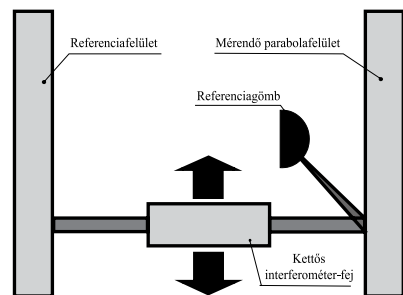 Referenciafelület
Mérendő parabolafelület
Referenciagömb
Kettős
interferométer-fej